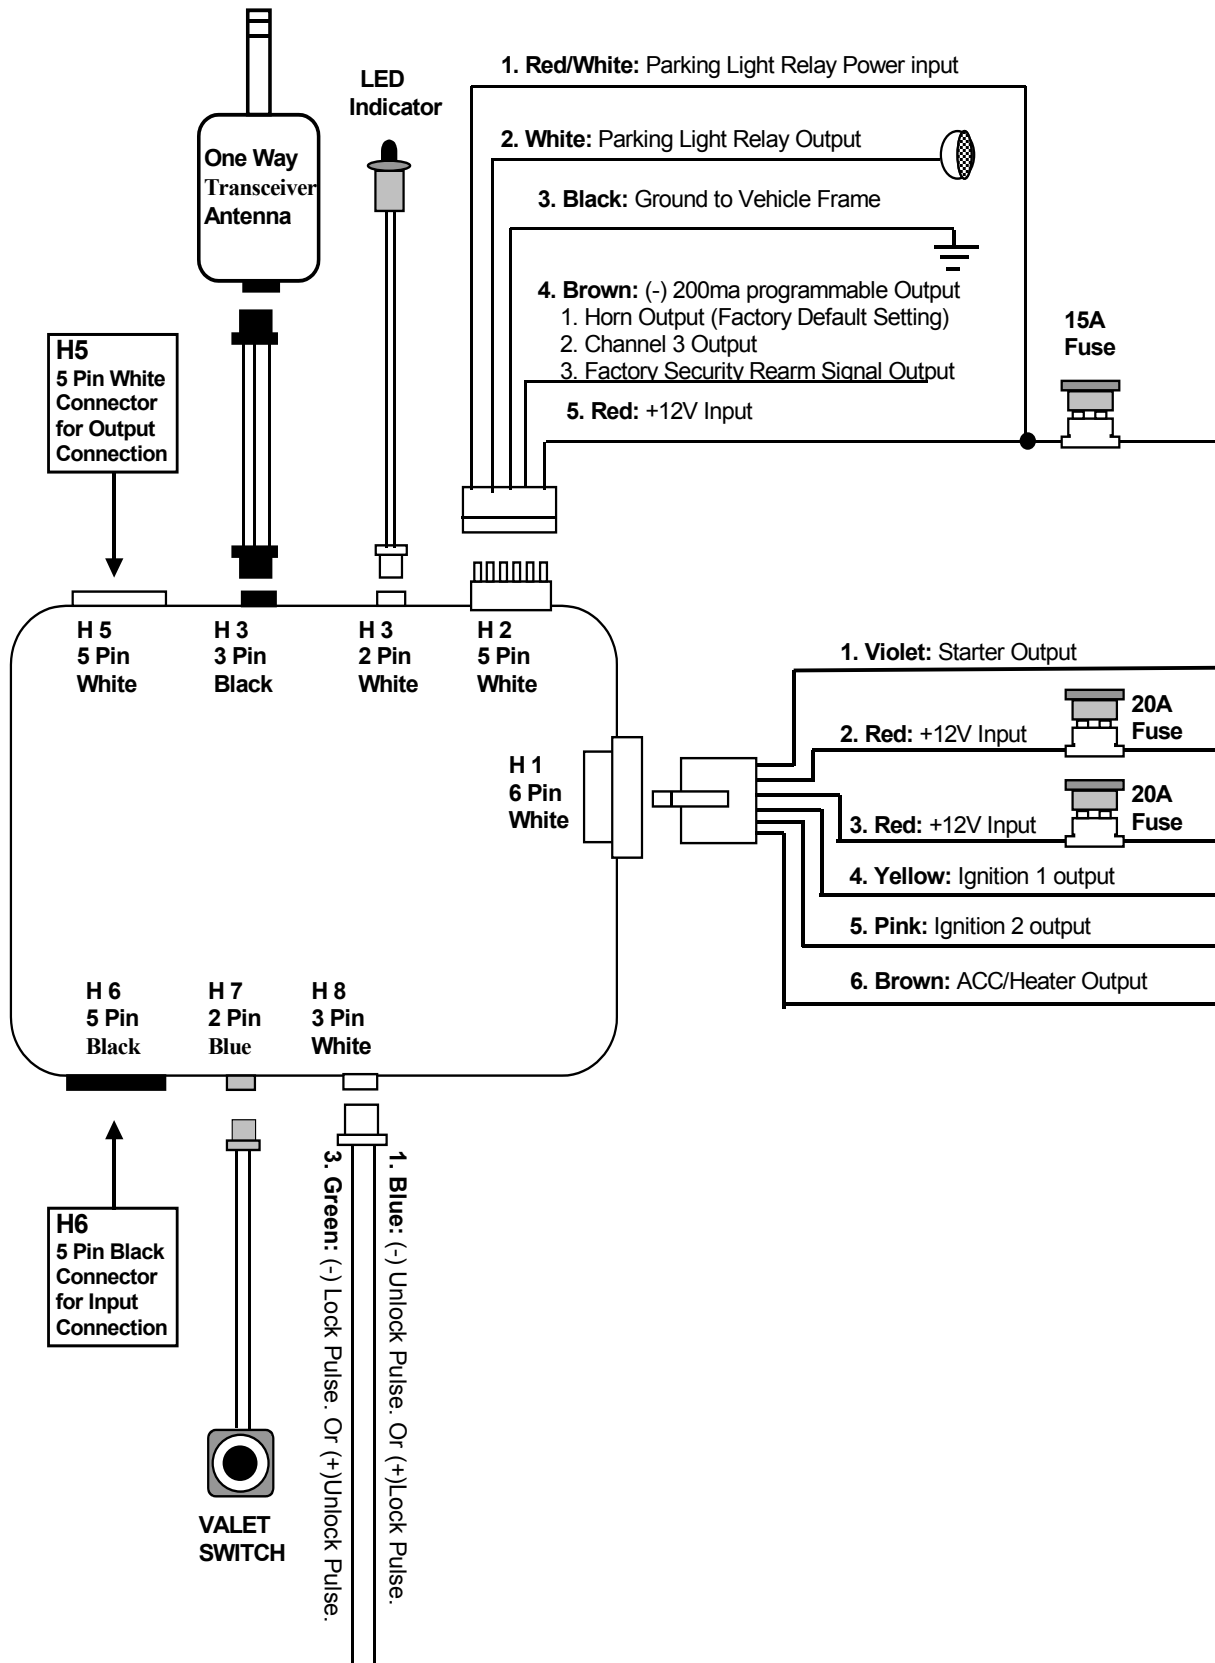 1. Red/White: Parking Light Relay Power input
LED
Indicator
2. White: Parking Light Relay Output
One Way
Transceiver
Antenna
3. Black: Ground to Vehicle Frame
4. Brown: (-) 200ma programmable Output
1. Horn Output (Factory Default Setting)
2. Channel 3 Output
3. Factory Security Rearm Signal Output
5. Red: +12V Input
15A
Fuse
H5
5 Pin White
Connector
for Output
Connection
H 5
5 Pin
White
H 3
3 Pin
Black
H 3
2 Pin
White
H 2
5 Pin
White
1. Violet: Starter Output
20A
Fuse
2. Red: +12V Input
H 1
6 Pin
White
20A
Fuse
3. Red: +12V Input
4. Yellow: Ignition 1 output
5. Pink: Ignition 2 output
6. Brown: ACC/Heater Output
H 6
5 Pin
Black
H 7
2 Pin
Blue
H 8
3 Pin
White
H6
5 Pin Black
Connector
for Input
Connection
1. Blue: (-) Unlock Pulse. Or (+)Lock Pulse.
3. Green: (-) Lock Pulse. Or (+)Unlock Pulse.
VALET
SWITCH